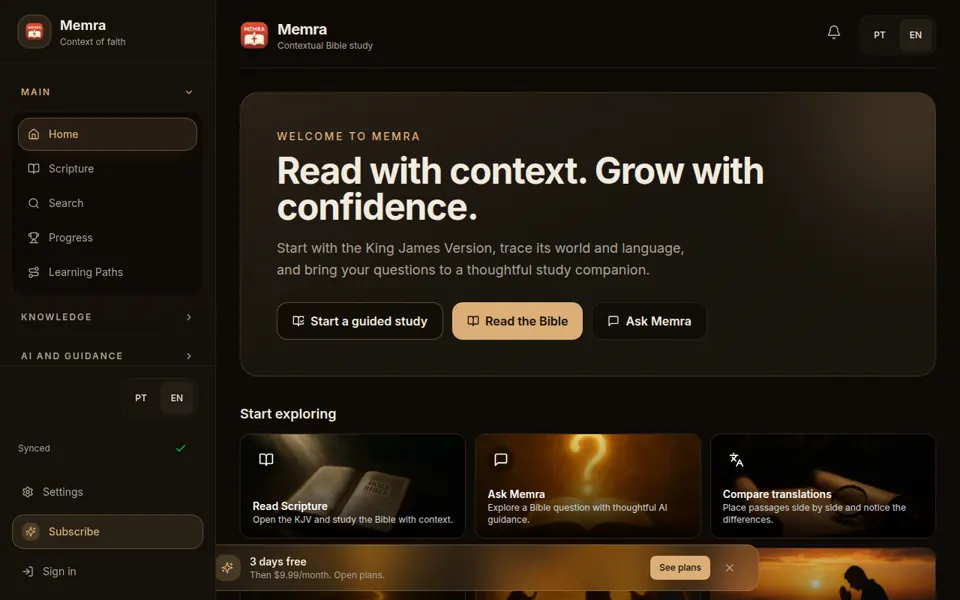 Memra
Context of faith
MAIN
Home
Scripture
Search
Progress
Learning Paths
KNOWLEDGE
AI AND GUIDANCE
PT
EN
Synced
Settings
Subscribe
Sign in
MEMRA
Memra
Contextual Bible study
PT
EN
WELCOME TO MEMRA
Read with context. Grow with
confidence.
Start with the King James Version, trace its world and language,
and bring your questions to a thoughtful study companion.
Start a guided study
Read the Bible
Ask Memra
Start exploring
HOLY
BIBLE
Read Scripture
Open the KJV and study the Bible with context.
Ask Memra
Explore a Bible question with thoughtful AI
guidance.
Compare translations
Place passages side by side and notice the
differences.
3 days free
Then $9.99/month. Open plans.
See plans